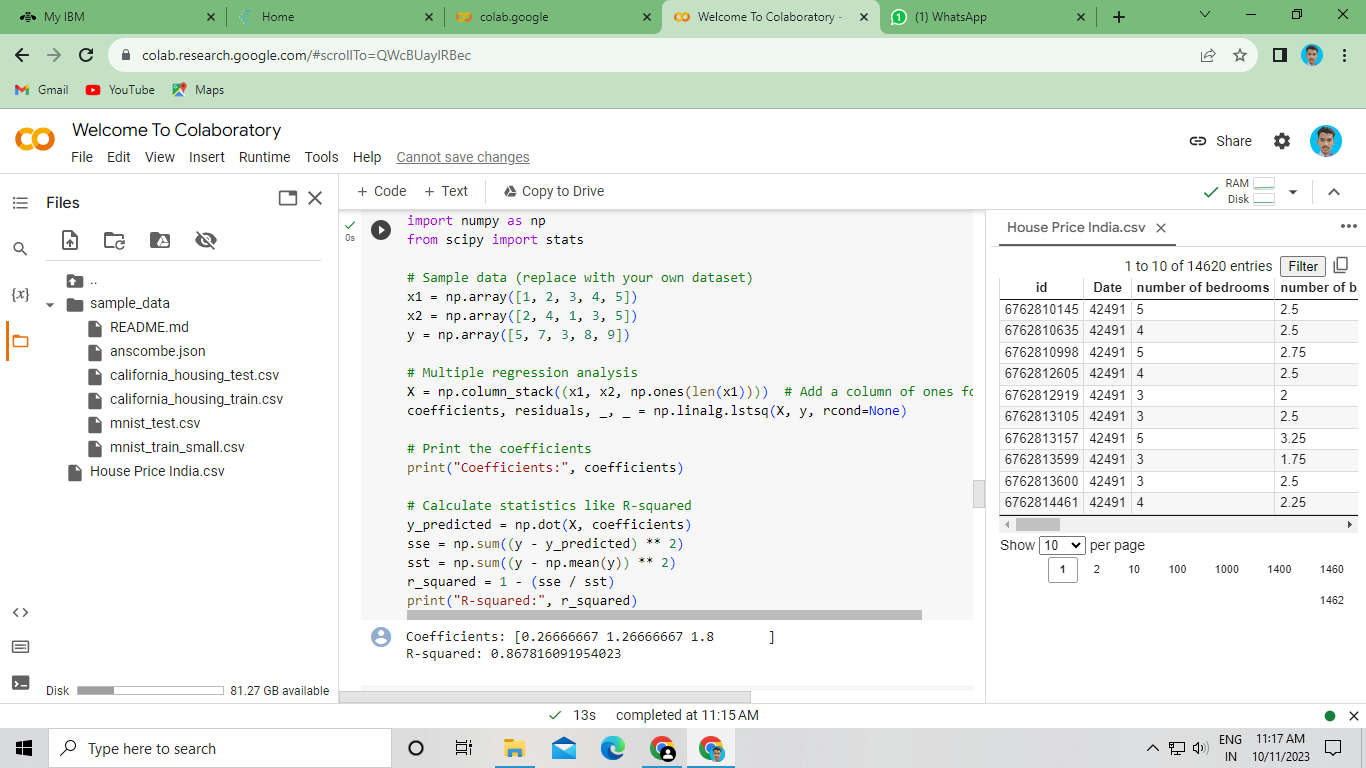 My IBM
Home
colab.google
Welcome To Colaboratory -
(1) WhatsApp
colab.research.google.com/#scrollTo=QWcBUaylRBec
Gmail
YouTube
Maps
Welcome To Colaboratory
File Edit View Insert Runtime Tools Help Cannot save changes
Share
+ Code + Text Copy to Drive
RAM
Disk
Files
..
sample_data
README.md
anscombe.json
california_housing_test.csv
california_housing_train.csv
mnist_test.csv
mnist_train_small.csv
House Price India.csv
Disk 81.27 GB available
0s
import numpy as np
from scipy import stats
# Sample data (replace with your own dataset)
x1 = np.array([1, 2, 3, 4, 5])
x2 = np.array([2, 4, 1, 3, 5])
y = np.array([5, 7, 3, 8, 9])
# Multiple regression analysis
X = np.column_stack((x1, x2, np.ones(len(x1)))) # Add a column of ones fo
coefficients, residuals, _, _ = np.linalg.lstsq(X, y, rcond=None)
# Print the coefficients
print("Coefficients:", coefficients)
# Calculate statistics like R-squared
y_predicted = np.dot(X, coefficients)
sse = np.sum((y - y_predicted) ** 2)
sst = np.sum((y - np.mean(y)) ** 2)
r_squared = 1 - (sse / sst)
print("R-squared:", r_squared)
Coefficients: [0.26666667 1.26666667 1.8 ]
R-squared: 0.867816091954023
House Price India.csv
1 to 10 of 14620 entries Filter
id Date number of bedrooms number of ba
6762810145 42491 5 2.5
6762810635 42491 4 2.5
6762810998 42491 5 2.75
6762812605 42491 4 2.5
6762812919 42491 3 2
6762813105 42491 3 2.5
6762813157 42491 5 3.25
6762813599 42491 3 1.75
6762813600 42491 3 2.5
6762814461 42491 4 2.25
Show 10 per page
1 2 10 100 1000 1400 1460
1462
13s completed at 11:15 AM
Type here to search
ENG
IN
11:17 AM
10/11/2023